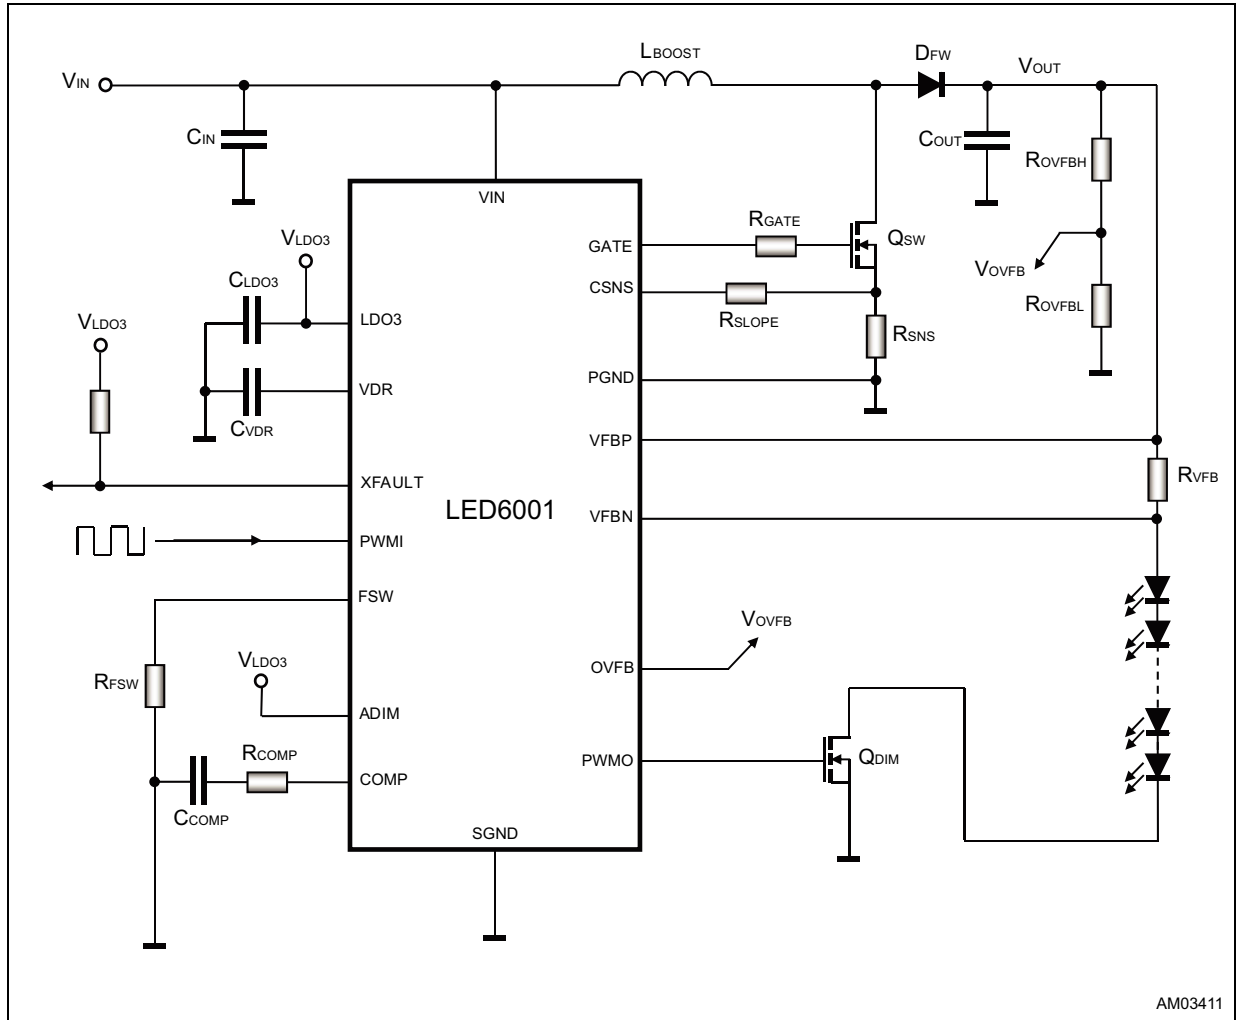 LBOOST
DFW
VOUT
VIN
CIN
COUT
ROVFBH
VIN
RGATE
QSW
GATE
VLDO3
CLDO3
VOVFB
CSNS
ROVFBL
LDO3
RSLOPE
RSNS
VLDO3
PGND
VDR
CVDR
VFBP
XFAULT
RVFB
LED6001
VFBN
PWMI
FSW
VOVFB
VLDO3
OVFB
RFSW
ADIM
RCOMP
PWMO
QDIM
COMP
CCOMP
SGND
AM03411